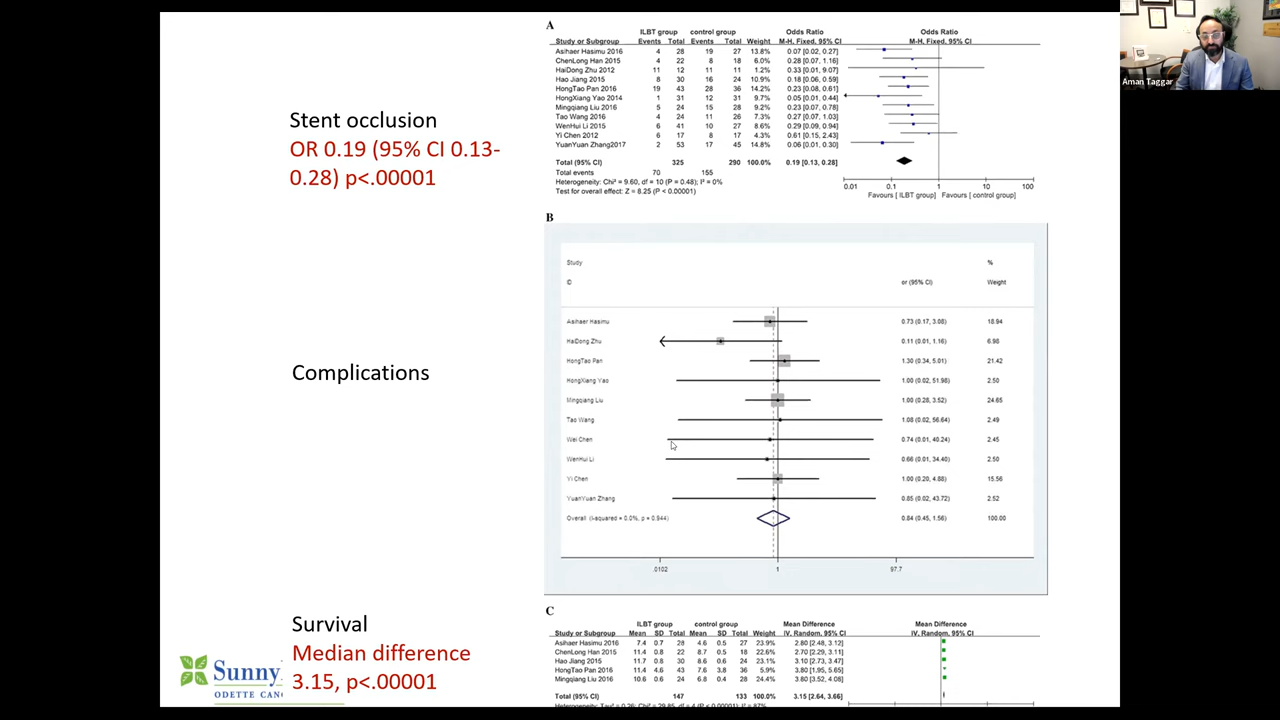 Stent occlusion
OR 0.19 (95% CI 0.13-
0.28) p<.00001
Complications
Survival
Median difference
3.15, p<.00001
Sunny
ODETTE CANC
A
ILBT group control group Odds Ratio Odds Ratio
Study or Subgroup Events Total Events Total Weight M-H, Fixed, 95% CI M-H, Fixed, 95% CI
Asihaer Hasimu 2016 4 28 19 27 13.8% 0.07 [0.02, 0.27]
ChenLong Han 2015 4 22 8 18 7.0% 0.28 [0.07, 1.16]
HaiDong Zhu 2012 11 12 11 11 1.2% 0.33 [0.01, 9.07]
Hao Jiang 2015 8 30 16 24 10.9% 0.18 [0.06, 0.59]
HongTao Pan 2016 19 43 28 36 14.2% 0.23 [0.08, 0.61]
HongXiang Yao 2014 1 31 12 31 9.7% 0.05 [0.01, 0.44]
Mingqiang Liu 2016 5 24 15 28 9.2% 0.23 [0.07, 0.78]
Tao Wang 2016 4 24 11 26 7.4% 0.27 [0.07, 1.03]
WenHui Li 2015 6 41 10 27 8.6% 0.29 [0.09, 0.94]
Yi Chen 2012 6 17 8 17 4.4% 0.61 [0.15, 2.43]
YuanYuan Zhang2017 2 53 17 45 14.8% 0.06 [0.01, 0.30]
Total (95% CI) 325 290 100.0% 0.19 [0.13, 0.28]
Total events 70 155
Heterogeneity: Chi² = 9.60, df = 10 (P = 0.48); I² = 0%
Test for overall effect: Z = 8.25 (P < 0.00001)
0.01 0.1 1 10 100
Favours [ ILBT group] Favours [ control group]
B
Study %
ID or (95% CI) Weight
Asihaer Hasimu 0.73 (0.17, 3.08) 18.94
HaiDong Zhu 0.11 (0.01, 1.16) 6.98
HongTao Pan 1.30 (0.34, 5.01) 21.42
HongXiang Yao 1.00 (0.02, 51.98) 2.50
Mingqiang Liu 1.00 (0.28, 3.52) 24.65
Tao Wang 1.08 (0.02, 56.64) 2.49
Wei Chen 0.74 (0.01, 40.24) 2.45
WenHui Li 0.66 (0.01, 34.40) 2.50
Yi Chen 1.00 (0.20, 4.88) 15.56
YuanYuan Zhang 0.85 (0.02, 43.72) 2.52
Overall (I-squared = 0.0%, p = 0.944) 0.84 (0.45, 1.56) 100.00
.0102 1 97.7
C
ILBT group control group Mean Difference Mean Difference
Study or Subgroup Mean SD Total Mean SD Total Weight IV, Random, 95% CI IV, Random, 95% CI
Asihaer Hasimu 2016 7.4 0.7 28 4.6 0.5 27 23.9% 2.80 [2.48, 3.12]
ChenLong Han 2015 11.4 0.8 22 8.7 0.5 18 22.6% 2.70 [2.29, 3.11]
Hao Jiang 2015 11.7 0.8 30 8.6 0.6 24 23.2% 3.10 [2.73, 3.47]
HongTao Pan 2016 11.4 4.6 43 7.6 3.8 36 5.9% 3.80 [1.95, 5.65]
Mingqiang Liu 2016 10.6 0.6 24 6.8 0.4 28 24.5% 3.80 [3.52, 4.08]
Total (95% CI) 147 133 100.0% 3.15 [2.64, 3.66]
Heterogeneity: Tau² = 0.26; Chi² = 29.85, df = 4 (P < 0.00001); I² = 87%
Aman Taggar